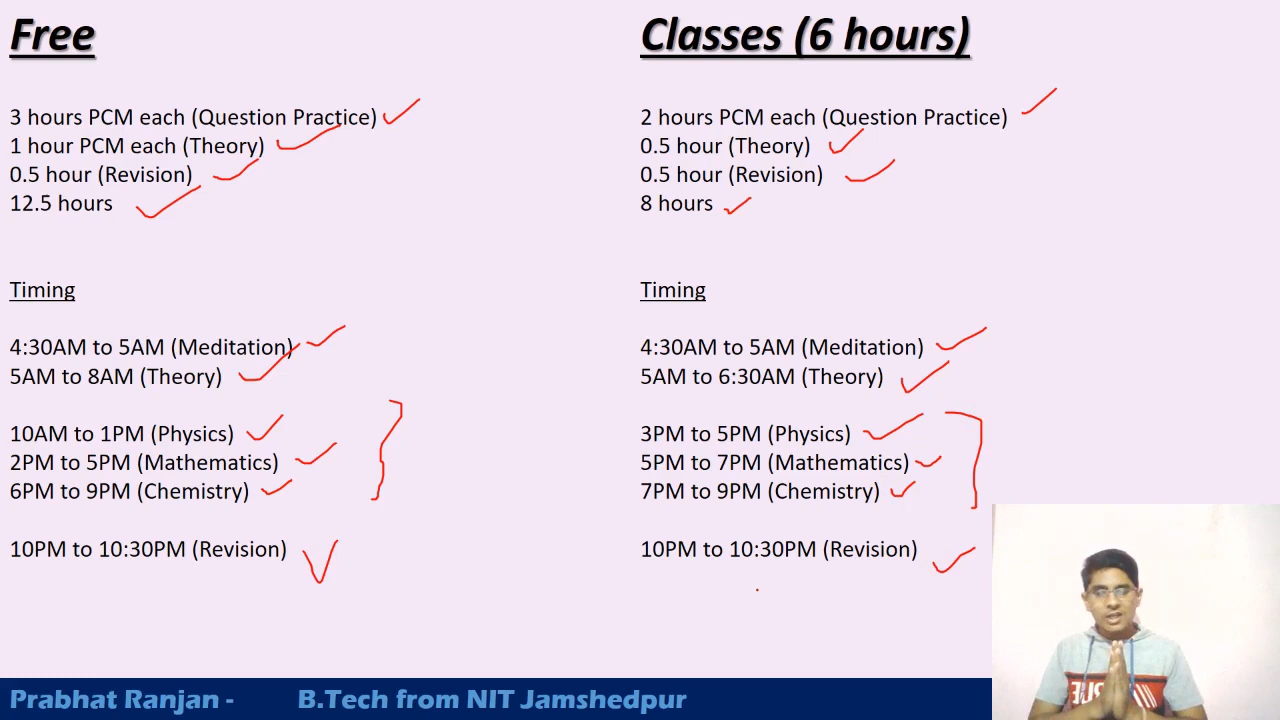 Free
3 hours PCM each (Question Practice)
1 hour PCM each (Theory)
0.5 hour (Revision)
12.5 hours
Timing
4:30AM to 5AM (Meditation)
5AM to 8AM (Theory)
10AM to 1PM (Physics)
2PM to 5PM (Mathematics)
6PM to 9PM (Chemistry)
10PM to 10:30PM (Revision)
Classes (6 hours)
2 hours PCM each (Question Practice)
0.5 hour (Theory)
0.5 hour (Revision)
8 hours
Timing
4:30AM to 5AM (Meditation)
5AM to 6:30AM (Theory)
3PM to 5PM (Physics)
5PM to 7PM (Mathematics)
7PM to 9PM (Chemistry)
10PM to 10:30PM (Revision)
Prabhat Ranjan - B.Tech from NIT Jamshedpur